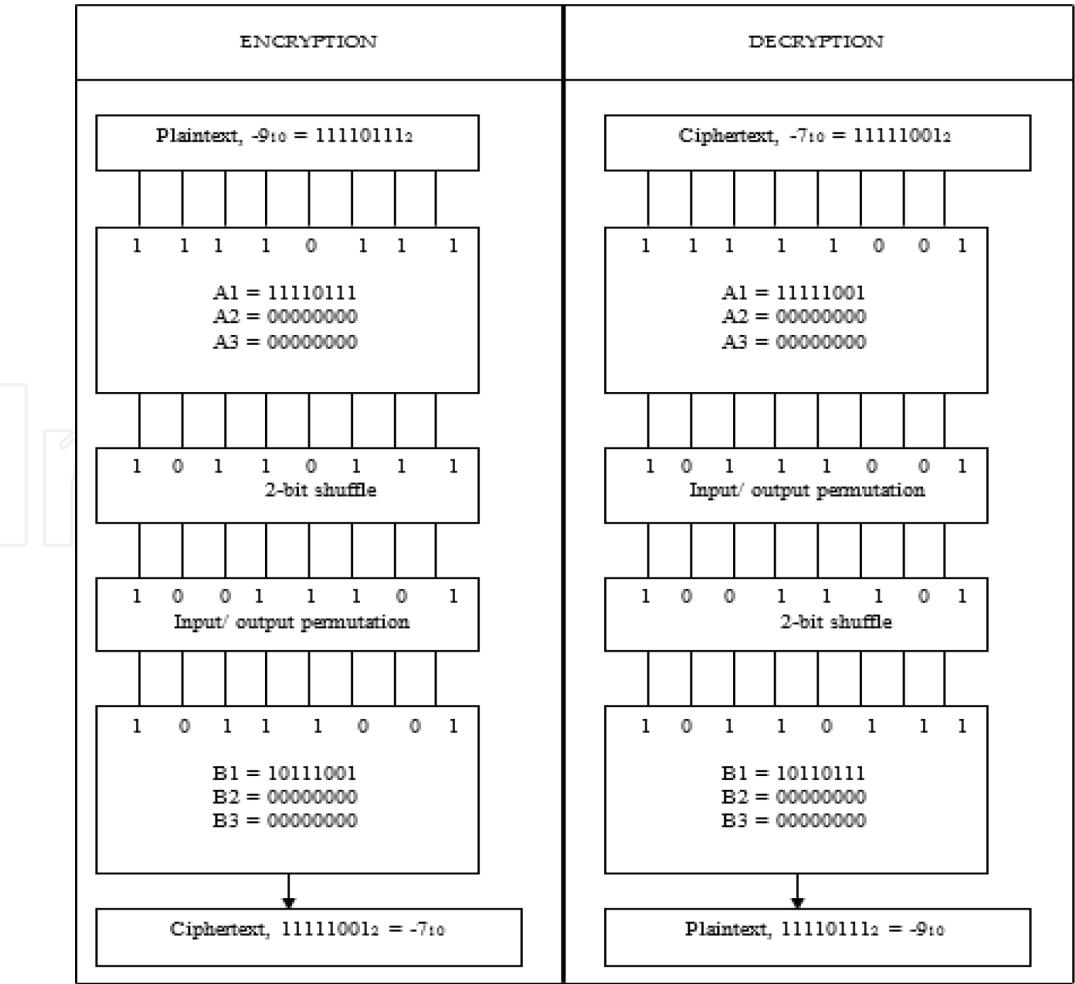 ENCRYPTION
Plaintext, -9₁₀ = 11110111₂
1 1 1 1 0 1 1 1
A1 = 11110111
A2 = 00000000
A3 = 00000000
1 0 1 1 0 1 1 1
2-bit shuffle
1 0 0 1 1 1 0 1
Input/ output permutation
1 0 1 1 1 0 0 1
B1 = 10111001
B2 = 00000000
B3 = 00000000
Ciphertext, 11111001₂ = -7₁₀
DECRYPTION
Ciphertext, -7₁₀ = 11111001₂
1 1 1 1 1 0 0 1
A1 = 11111001
A2 = 00000000
A3 = 00000000
1 0 1 1 1 0 0 1
Input/ output permutation
1 0 0 1 1 1 0 1
2-bit shuffle
1 0 1 1 0 1 1 1
B1 = 10110111
B2 = 00000000
B3 = 00000000
Plaintext, 11110111₂ = -9₁₀